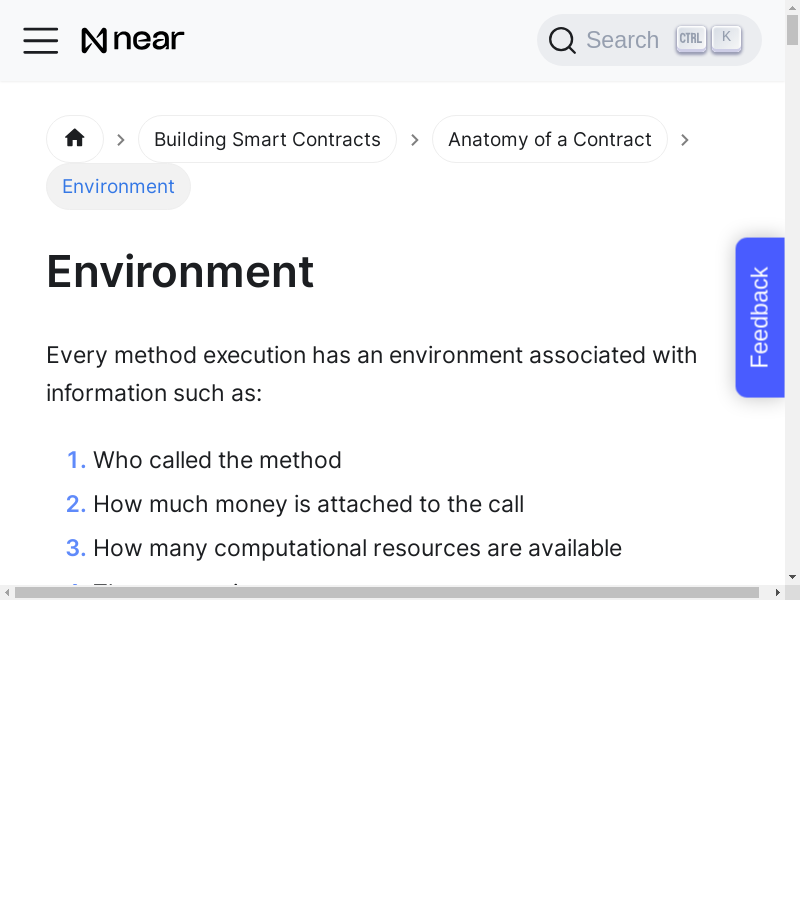 near
Search CTRL K
Building Smart Contracts
Anatomy of a Contract
Environment
Environment
Feedback
Every method execution has an environment associated with
information such as:
1. Who called the method
2. How much money is attached to the call
3. How many computational resources are available